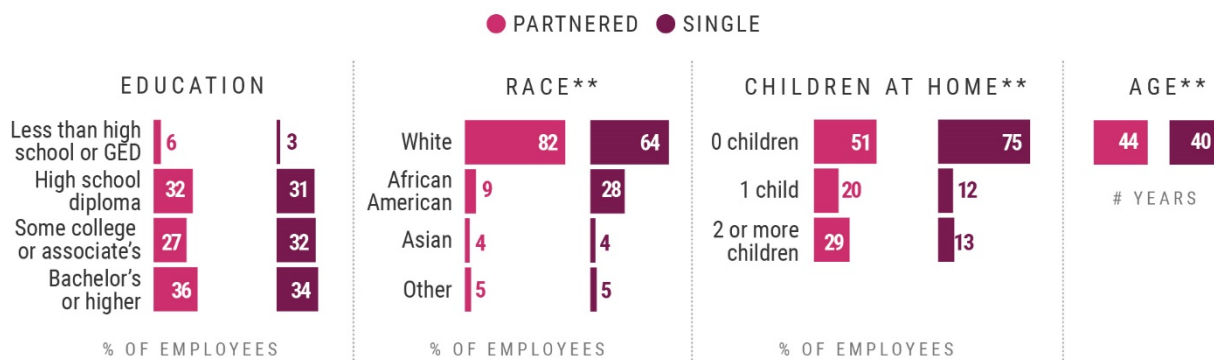 PARTNERED SINGLE
EDUCATION
Less than high
school or GED
6 3
High school
diploma
32 31
Some college
or associate's
27 32
Bachelor's
or higher
36 34
% OF EMPLOYEES
RACE**
White
82 64
African
American
9 28
Asian
4 4
Other
5 5
% OF EMPLOYEES
CHILDREN AT HOME**
0 children
51 75
1 child
20 12
2 or more
children
29 13
% OF EMPLOYEES
AGE**
44 40
# YEARS